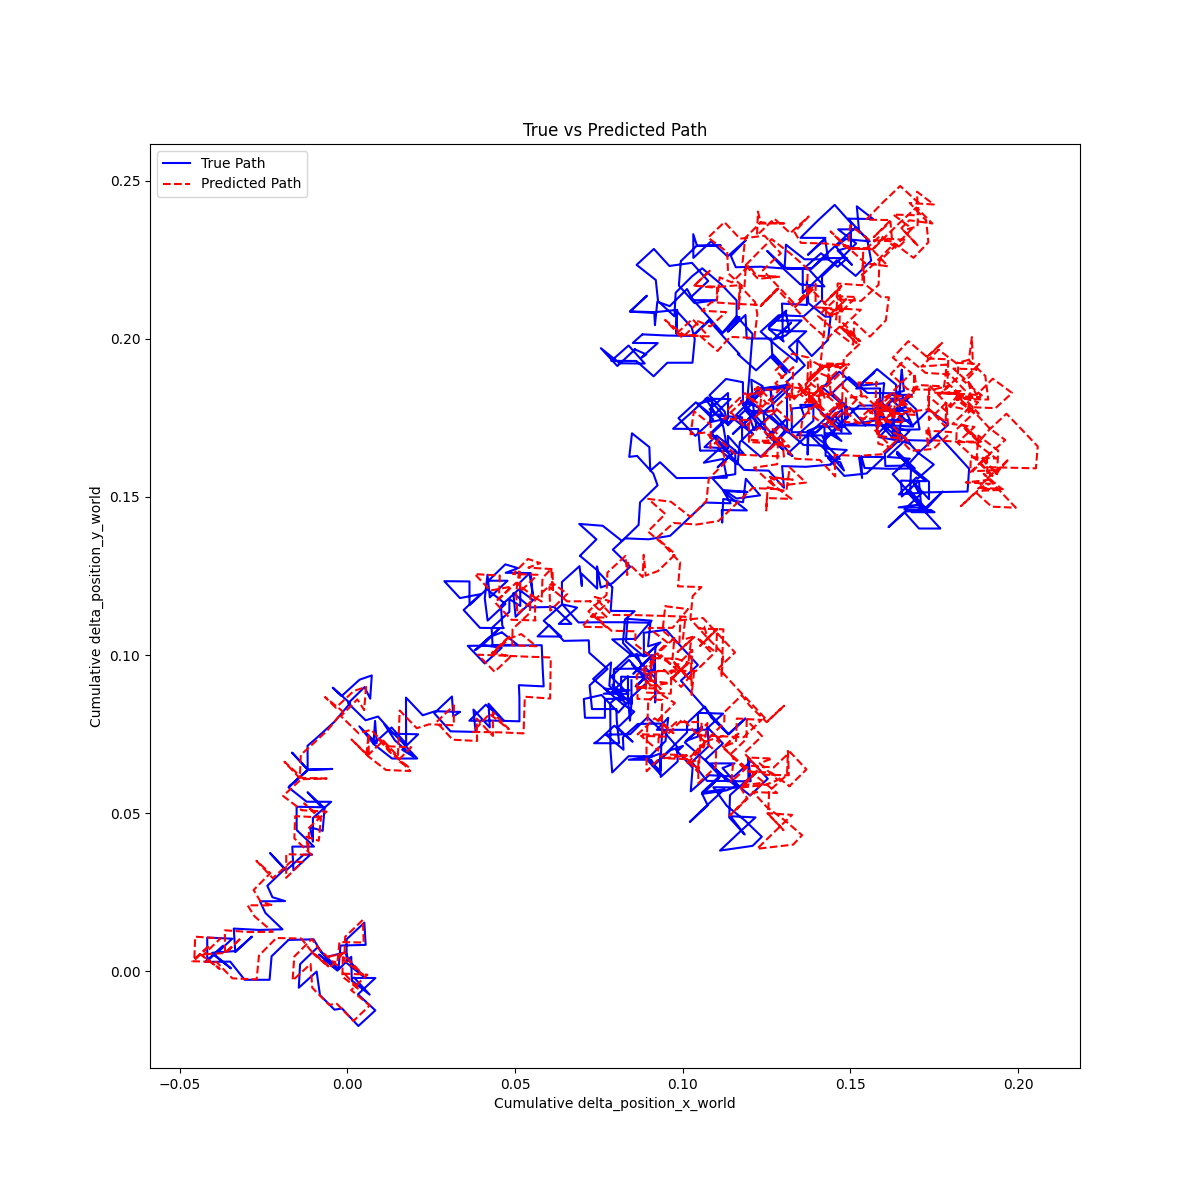 True vs Predicted Path
True Path
Predicted Path
0.25
0.20
0.15
0.10
0.05
0.00
Cumulative delta_position_y_world
−0.05
0.00
0.05
0.10
0.15
0.20
Cumulative delta_position_x_world